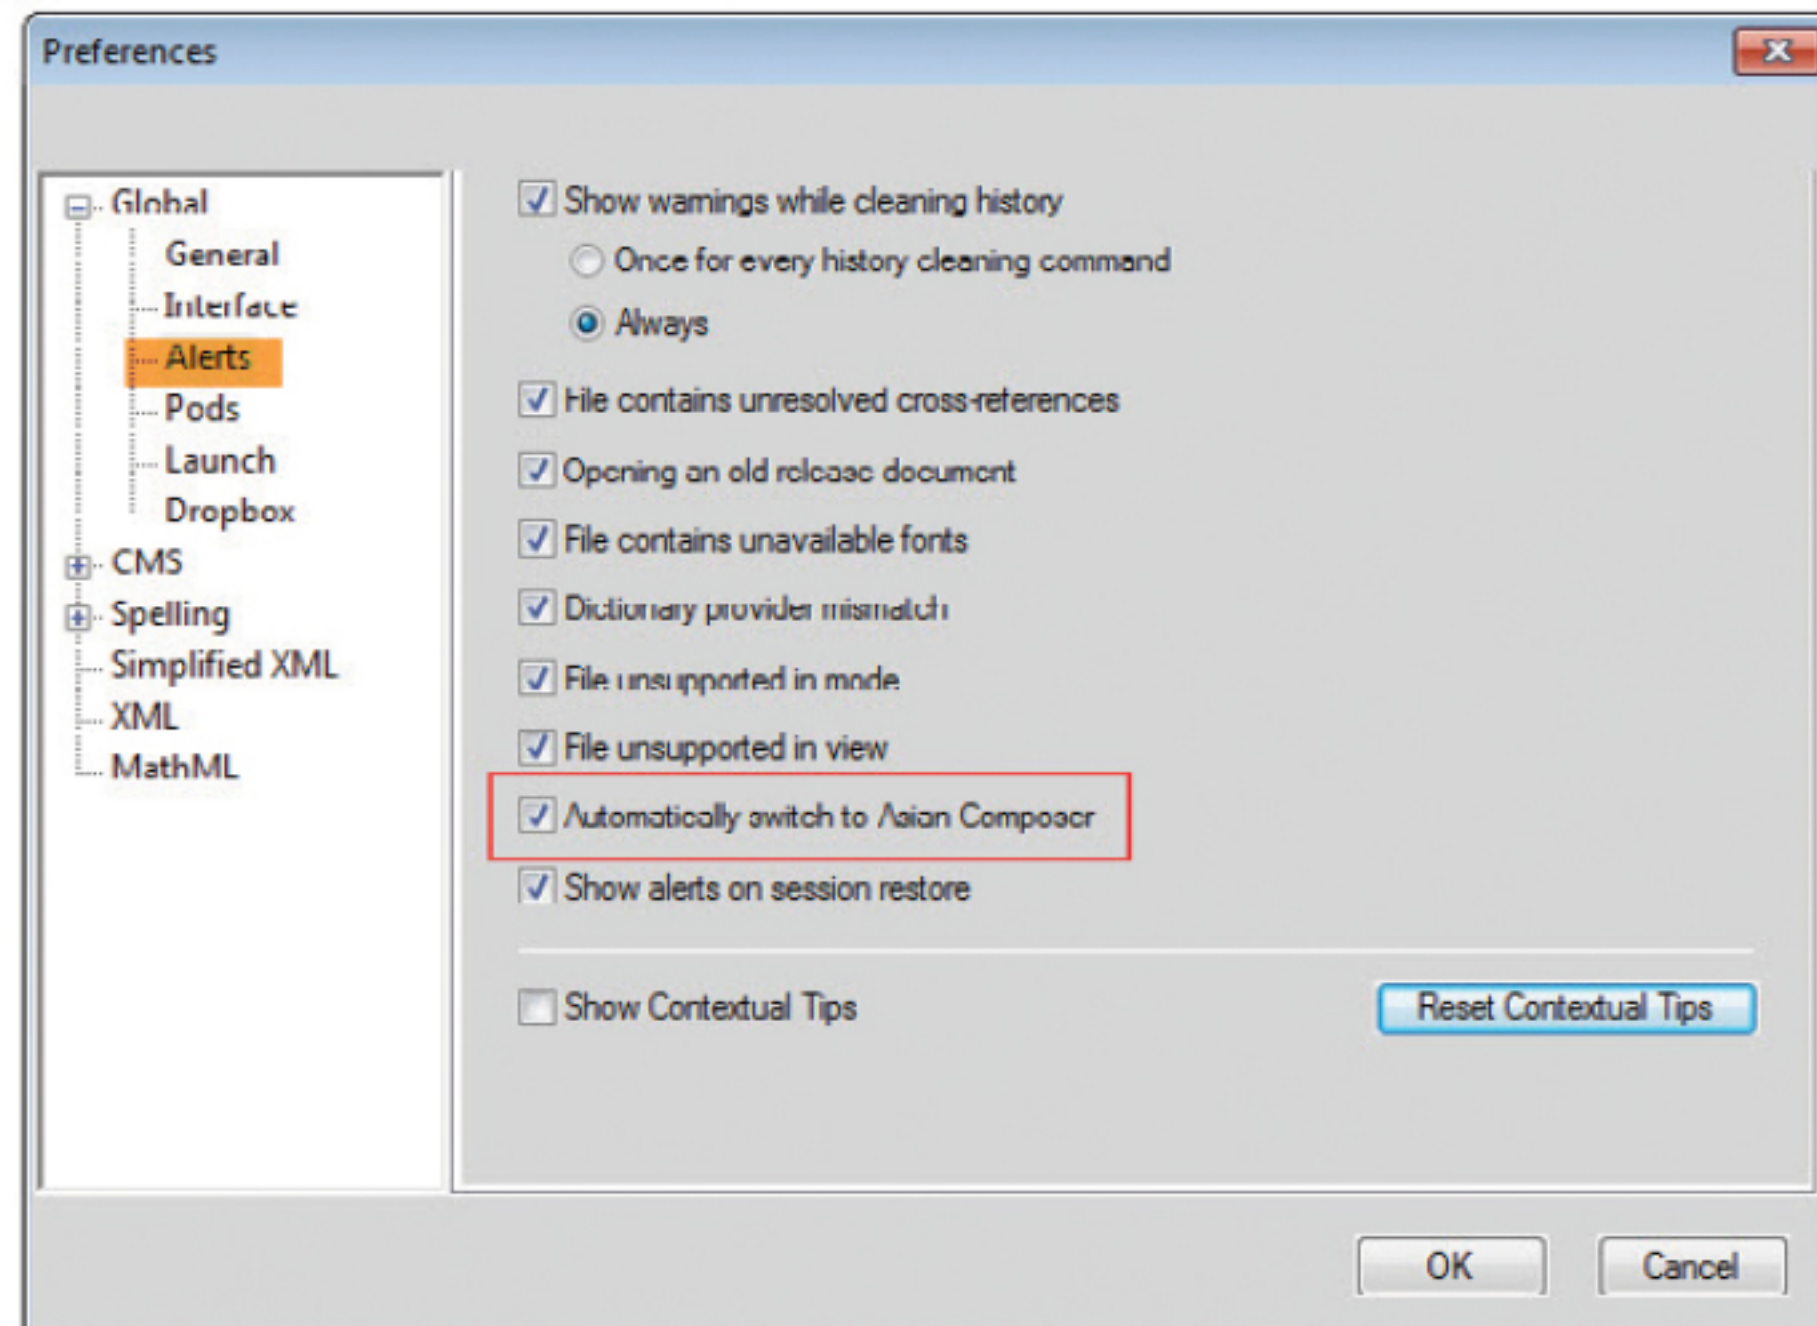 Preferences
Global
General
Interface
Alerts
Pods
Launch
Dropbox
CMS
Spelling
Simplified XML
XML
MathML
Show warnings while cleaning history
Once for every history cleaning command
Always
File contains unresolved cross-references
Opening an old release document
File contains unavailable fonts
Dictionary provider mismatch
File unsupported in mode
File unsupported in view
Automatically switch to Asian Composer
Show alerts on session restore
Show Contextual Tips
Reset Contextual Tips
OK
Cancel